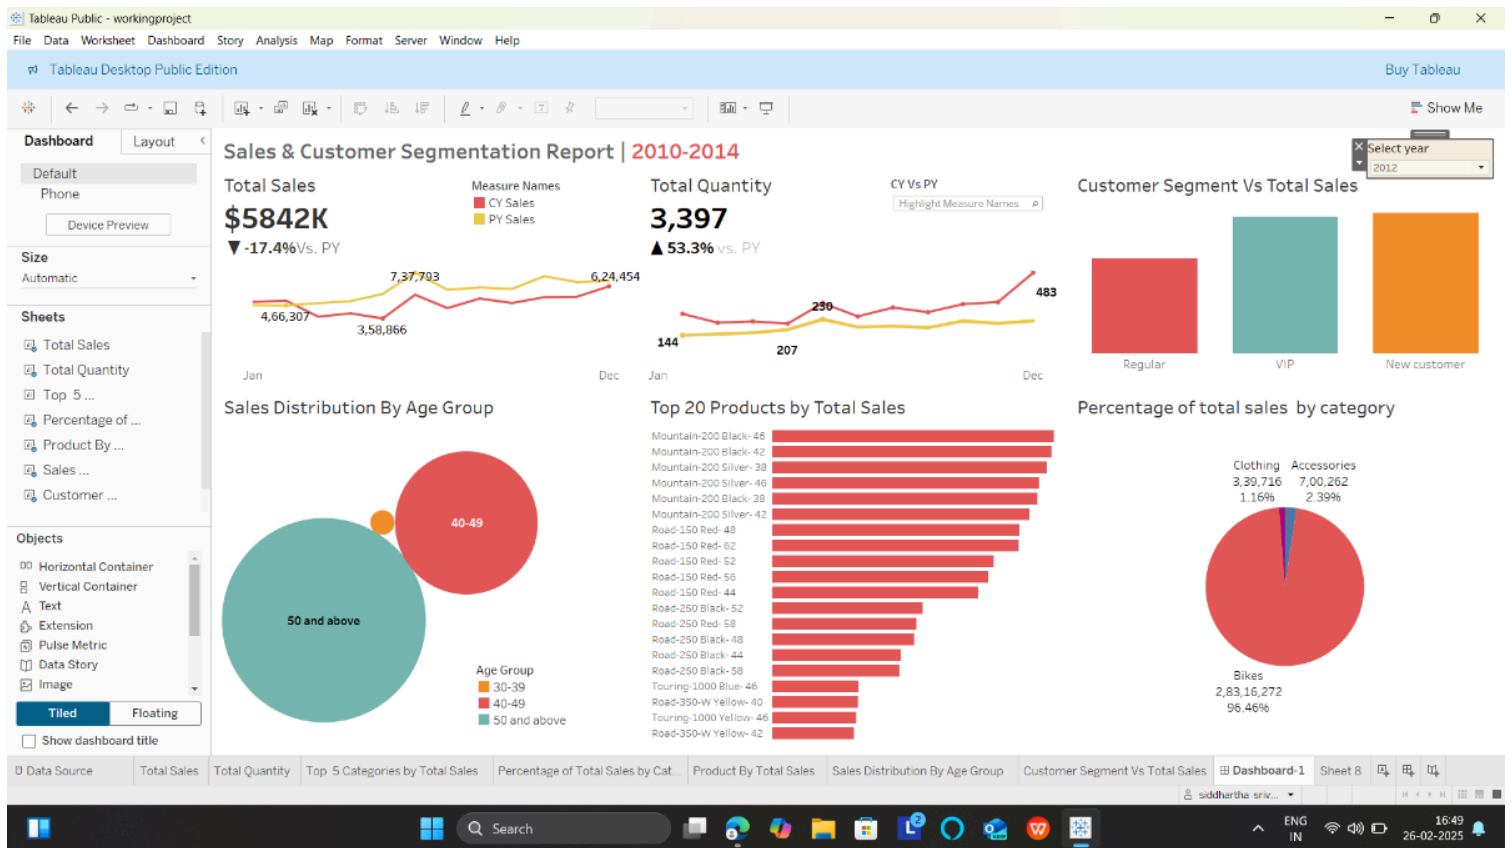 Tableau Public - workingproject
File Data Worksheet Dashboard Story Analysis Map Format Server Window Help
Tableau Desktop Public Edition
Buy Tableau
Show Me
Dashboard
Layout
Default
Phone
Device Preview
Size
Automatic
Sheets
Total Sales
Total Quantity
Top 5 ...
Percentage of ...
Product By ...
Sales ...
Customer ...
Objects
Horizontal Container
Vertical Container
Text
Extension
Pulse Metric
Data Story
Image
Tiled
Floating
Show dashboard title
Sales & Customer Segmentation Report | 2010-2014
Select year
2012
Total Sales
$5842K
▼ -17.4%Vs. PY
Measure Names
CY Sales
PY Sales
7,37,793
6,24,454
4,66,307
3,58,866
Jan
Dec
Total Quantity
3,397
▲ 53.3% vs. PY
CY Vs PY
Highlight Measure Names
230
483
144
207
Jan
Dec
Customer Segment Vs Total Sales
Regular
VIP
New customer
Sales Distribution By Age Group
40-49
50 and above
Age Group
30-39
40-49
50 and above
Top 20 Products by Total Sales
Mountain-200 Black- 46
Mountain-200 Black- 42
Mountain-200 Silver- 38
Mountain-200 Silver- 46
Mountain-200 Black- 38
Mountain-200 Silver- 42
Road-150 Red- 48
Road-150 Red- 62
Road-150 Red- 52
Road-150 Red- 56
Road-150 Red- 44
Road-250 Black- 52
Road-250 Red- 58
Road-250 Black- 48
Road-250 Black- 44
Road-250 Black- 58
Touring-1000 Blue- 46
Road-350-W Yellow- 40
Touring-1000 Yellow- 46
Road-350-W Yellow- 42
Percentage of total sales by category
Clothing
3,39,716
1.16%
Accessories
7,00,262
2.39%
Bikes
2,83,16,272
96.46%
Data Source
Total Sales
Total Quantity
Top 5 Categories by Total Sales
Percentage of Total Sales by Cat...
Product By Total Sales
Sales Distribution By Age Group
Customer Segment Vs Total Sales
Dashboard-1
Sheet 8
siddhartha sriv...
Search
2
ENG
IN
16:49
26-02-2025